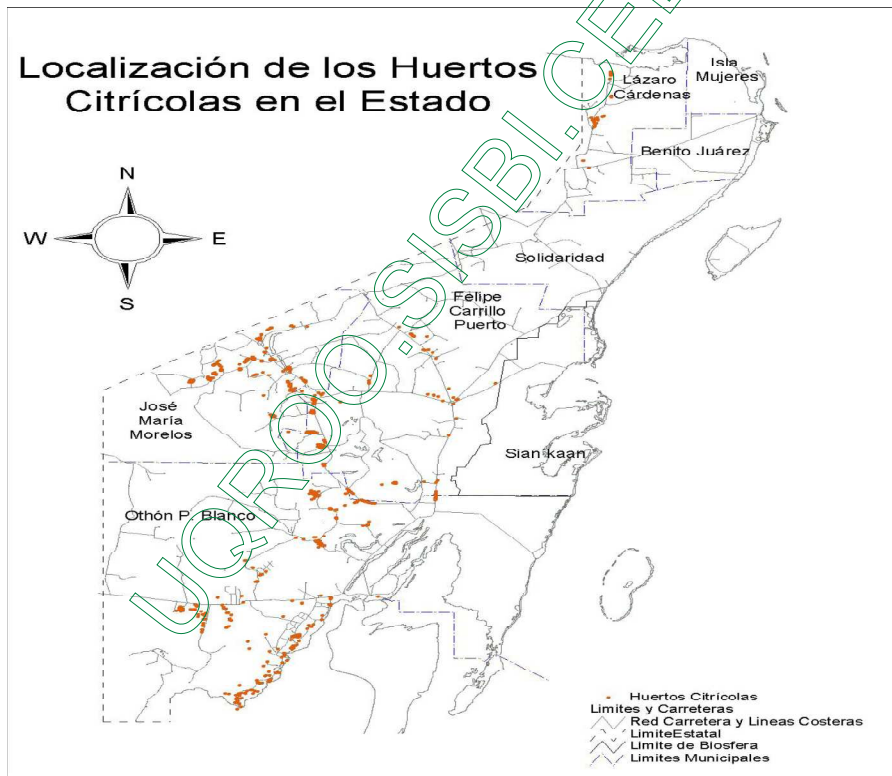 Localización de los Huertos
Citrícolas en el Estado
Isla
Mujeres
Lázaro
Cárdenas
Benito Juárez
N
W
E
S
Solidaridad
Felipe
Carrillo
Puerto
José
María
Morelos
Sian kaan
Othón P. Blanco
UQROO.SISBI.CE
Huertos Citrícolas
Limites y Carreteras
Red Carretera y Lineas Costeras
LimiteEstatal
Limite de Biosfera
Limites Municipales